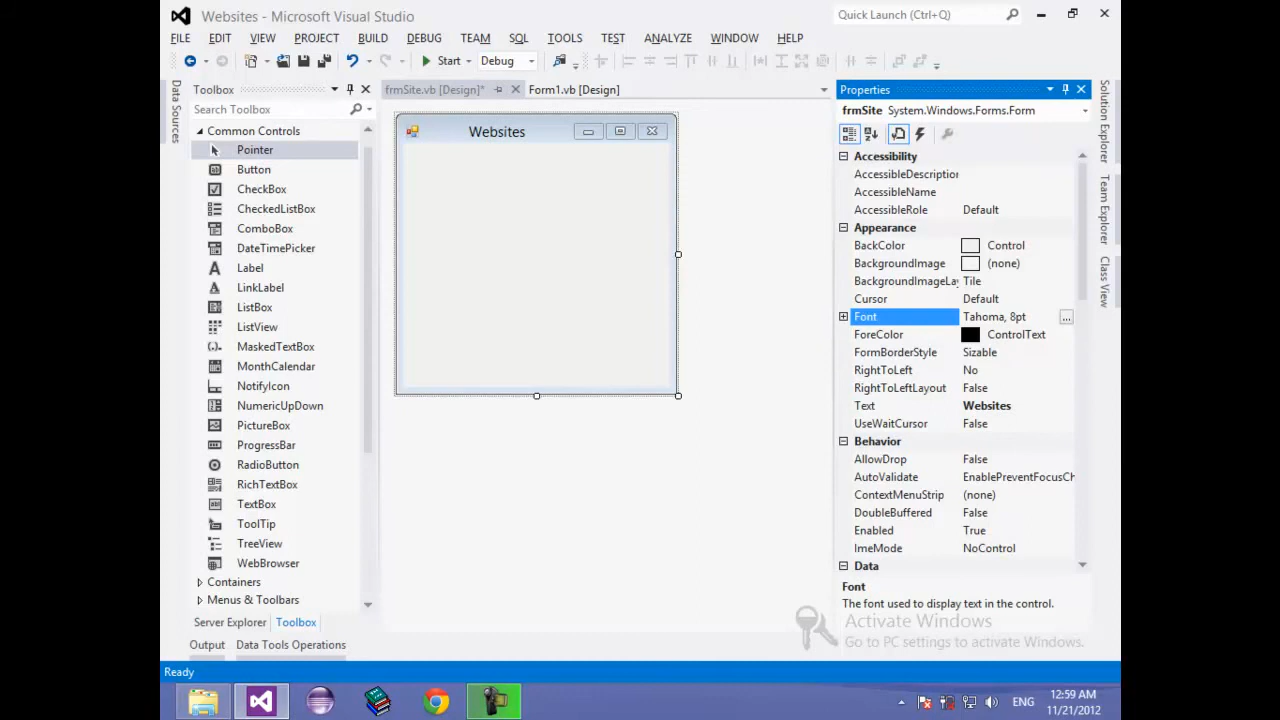 Websites - Microsoft Visual Studio
Quick Launch (Ctrl+Q)
FILE EDIT VIEW PROJECT BUILD DEBUG TEAM SQL TOOLS TEST ANALYZE WINDOW HELP
Start Debug
Data Sources
Toolbox
Search Toolbox
Common Controls
Pointer
Button
CheckBox
CheckedListBox
ComboBox
DateTimePicker
Label
LinkLabel
ListBox
ListView
MaskedTextBox
MonthCalendar
NotifyIcon
NumericUpDown
PictureBox
ProgressBar
RadioButton
RichTextBox
TextBox
ToolTip
TreeView
WebBrowser
Containers
Menus & Toolbars
Server Explorer Toolbox
Output Data Tools Operations
frmSite.vb [Design]* Form1.vb [Design]
Websites
Properties
frmSite System.Windows.Forms.Form
Accessibility
AccessibleDescription
AccessibleName
AccessibleRole Default
Appearance
BackColor Control
BackgroundImage (none)
BackgroundImageLay Tile
Cursor Default
Font Tahoma, 8pt ...
ForeColor ControlText
FormBorderStyle Sizable
RightToLeft No
RightToLeftLayout False
Text Websites
UseWaitCursor False
Behavior
AllowDrop False
AutoValidate EnablePreventFocusCh
ContextMenuStrip (none)
DoubleBuffered False
Enabled True
ImeMode NoControl
Data
Font
The font used to display text in the control.
Activate Windows
Go to PC settings to activate Windows.
Solution Explorer
Team Explorer
Class View
Ready
ENG
12:59 AM
11/21/2012